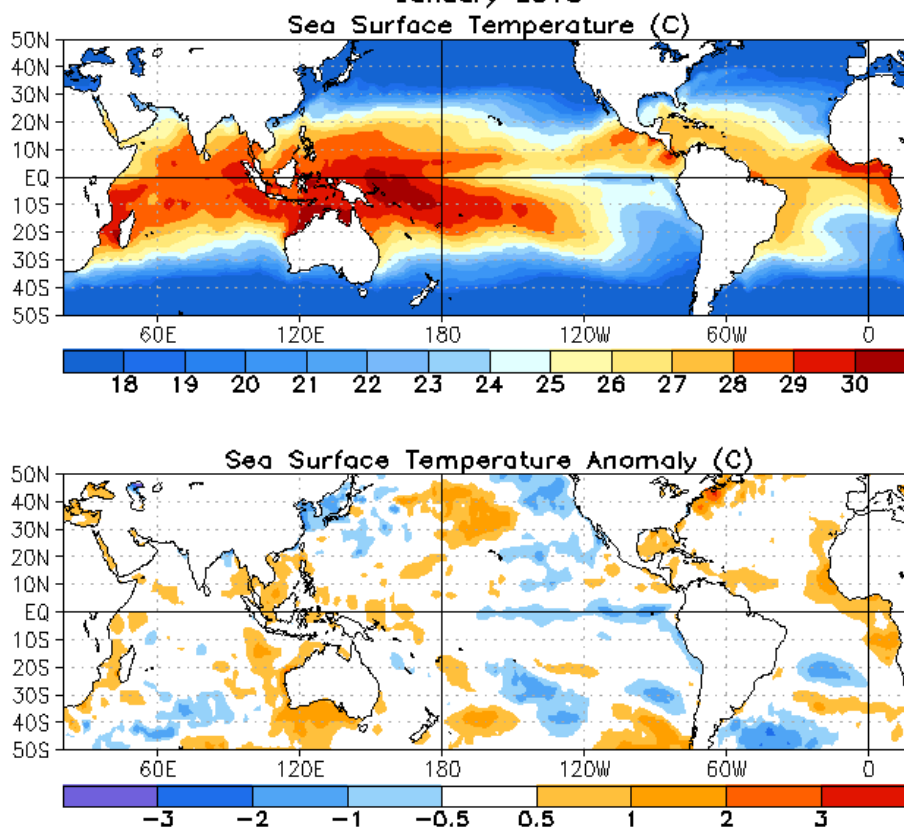 Sea Surface Temperature (C)
50N
40N
30N
20N
10N
EQ
10S
20S
30S
40S
50S
60E 120E 180 120W 60W 0
18 19 20 21 22 23 24 25 26 27 28 29 30
Sea Surface Temperature Anomaly (C)
50N
40N
30N
20N
10N
EQ
10S
20S
30S
40S
50S
60E 120E 180 120W 60W 0
-3 -2 -1 -0.5 0.5 1 2 3